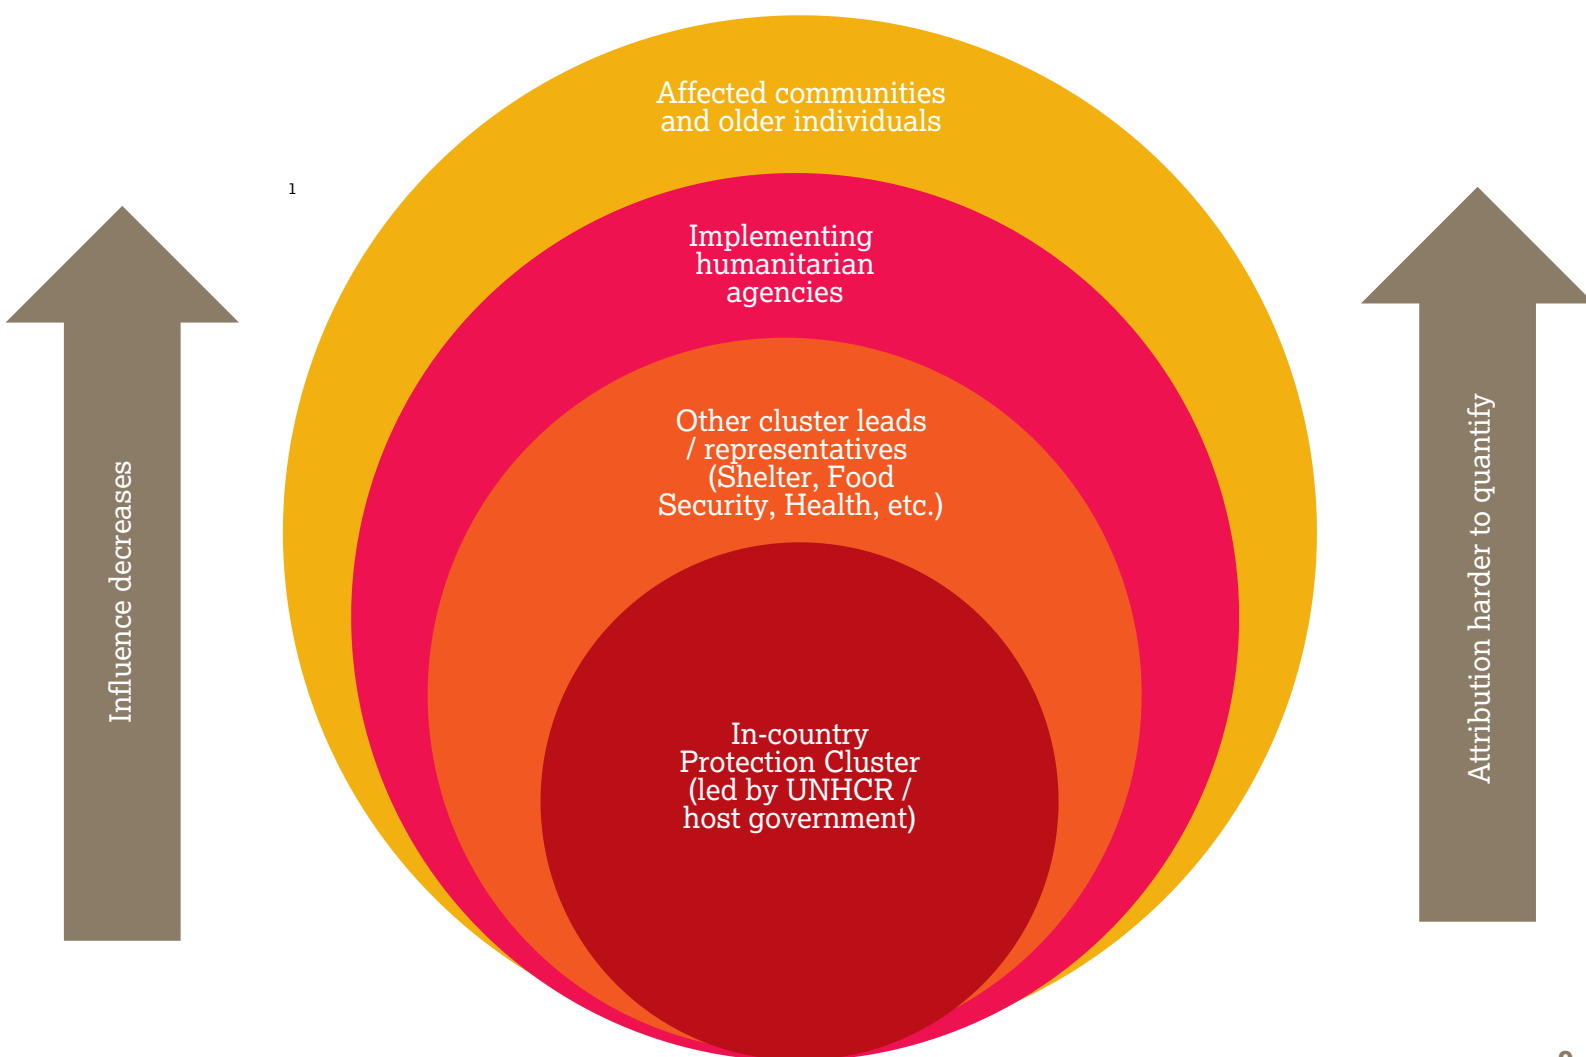 Affected communities
and older individuals
1
Implementing
humanitarian
agencies
Other cluster leads
/ representatives
(Shelter, Food
Security, Health, etc.)
In-country
Protection Cluster
(led by UNHCR /
host government)
Influence decreases
Attribution harder to quantify